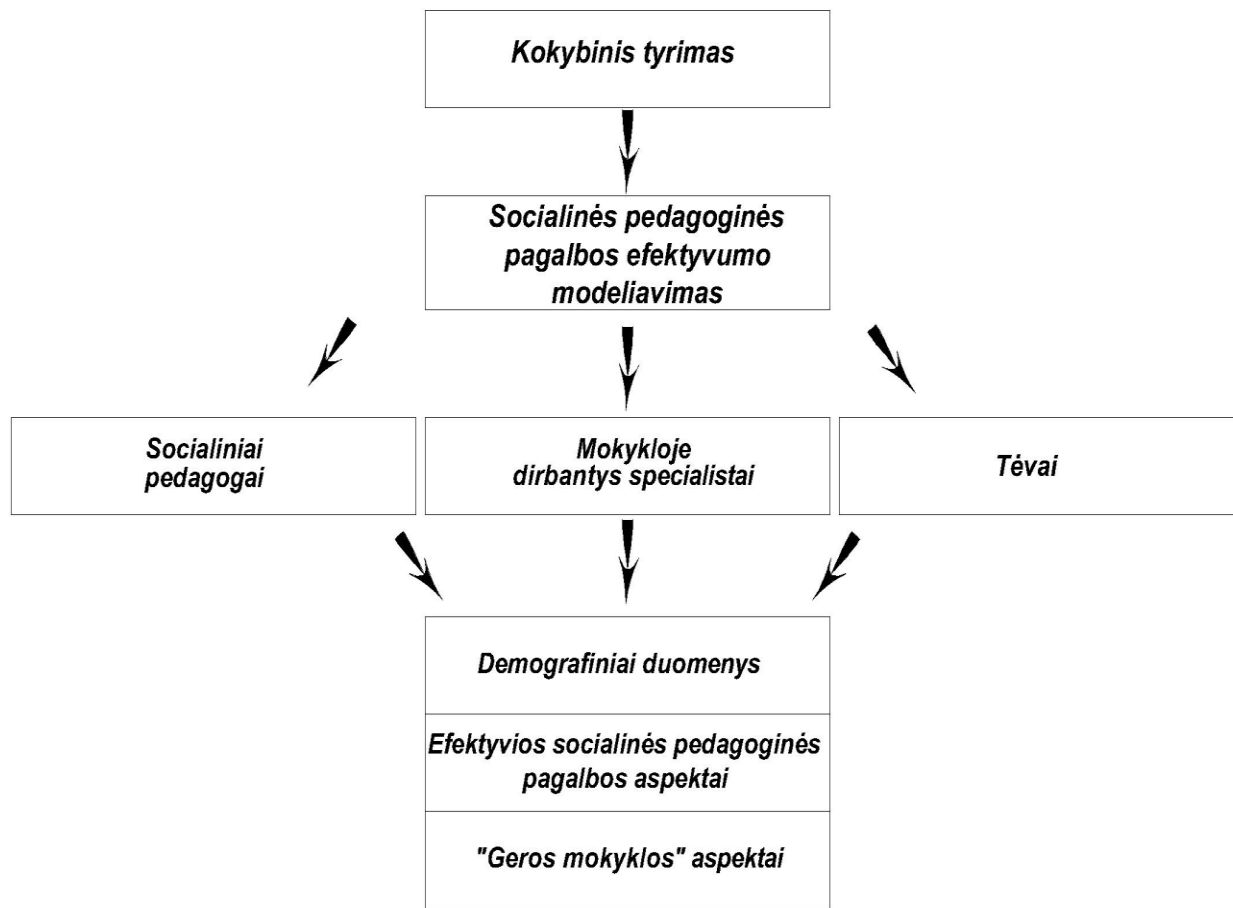 Kokybinis tyrimas
Socialinės pedagoginės
pagalbos efektyvumo
modeliavimas
Socialiniai
pedagogai
Mokykloje
dirbantys specialistai
Tėvai
Demografiniai duomenys
Efektyvios socialinės pedagoginės
pagalbos aspektai
"Geros mokyklos" aspektai